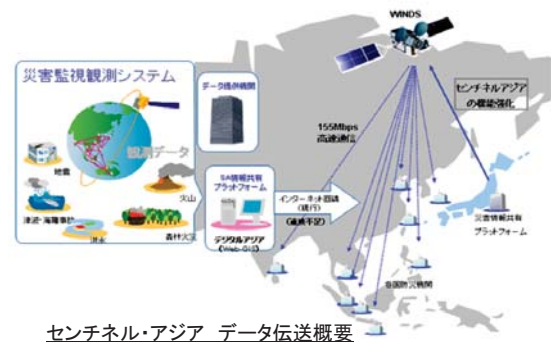 WINDS
災害監視観測システム
データ提供機関
センチネルアジア
の機能強化
155Mbps
高速通信
観測データ
地震
火山
SA情報共有
プラットフォーム
インターネット回線
(現行)
(速度不足)
津波・海難事故
洪水
森林火災
デジタルアジア
(Web-GIS)
災害情報共有
プラットフォーム
各国防災機関
センチネル・アジア データ伝送概要